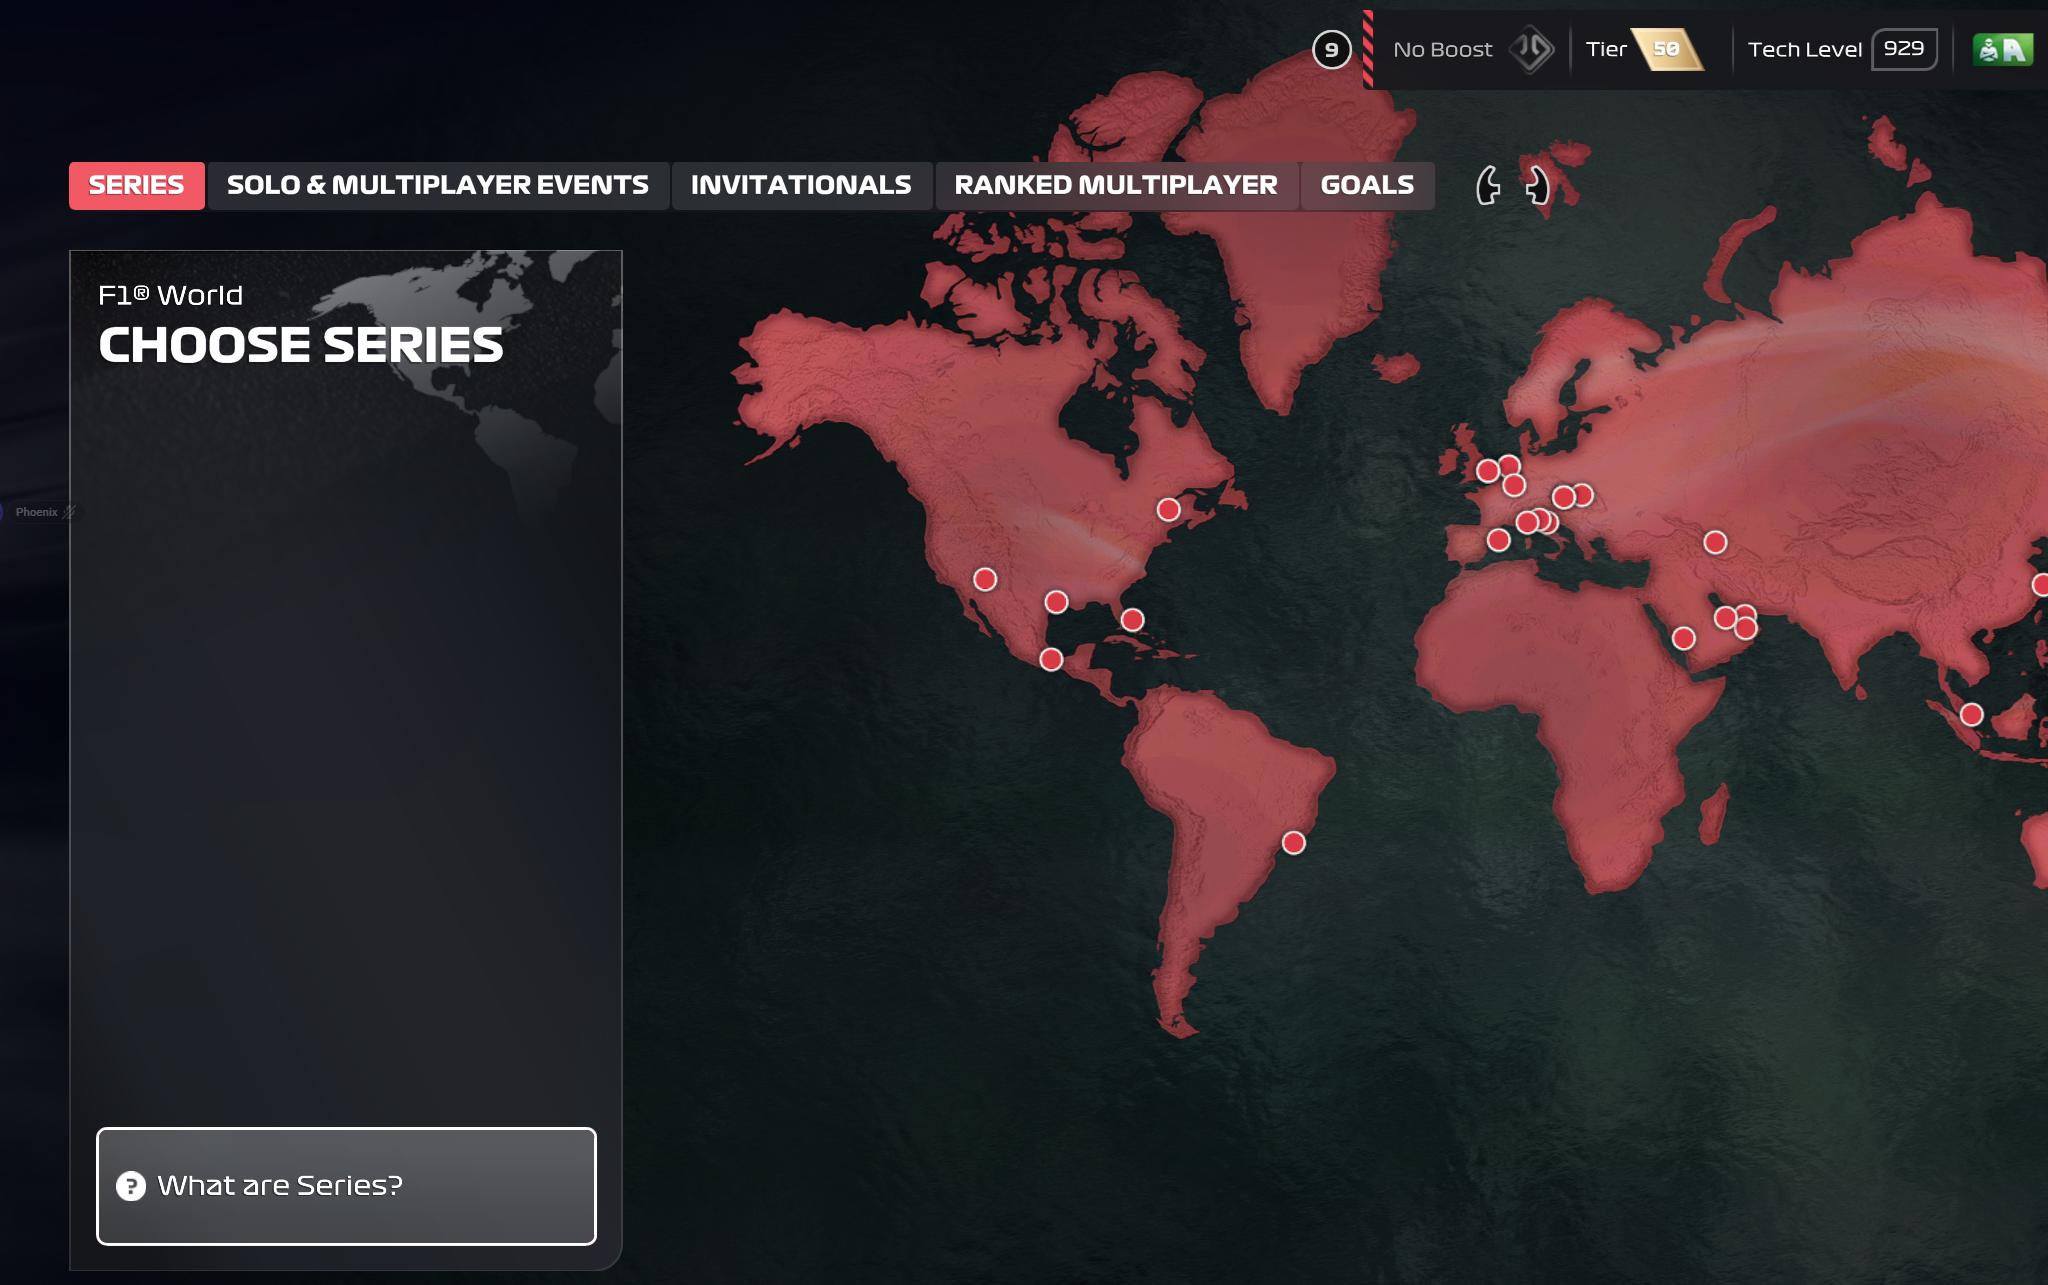 9
No Boost
Tier 50
Tech Level 929
A
SERIES
SOLO & MULTIPLAYER EVENTS
INVITATIONALS
RANKED MULTIPLAYER
GOALS
F1® World
CHOOSE SERIES
Phoenix
? What are Series?